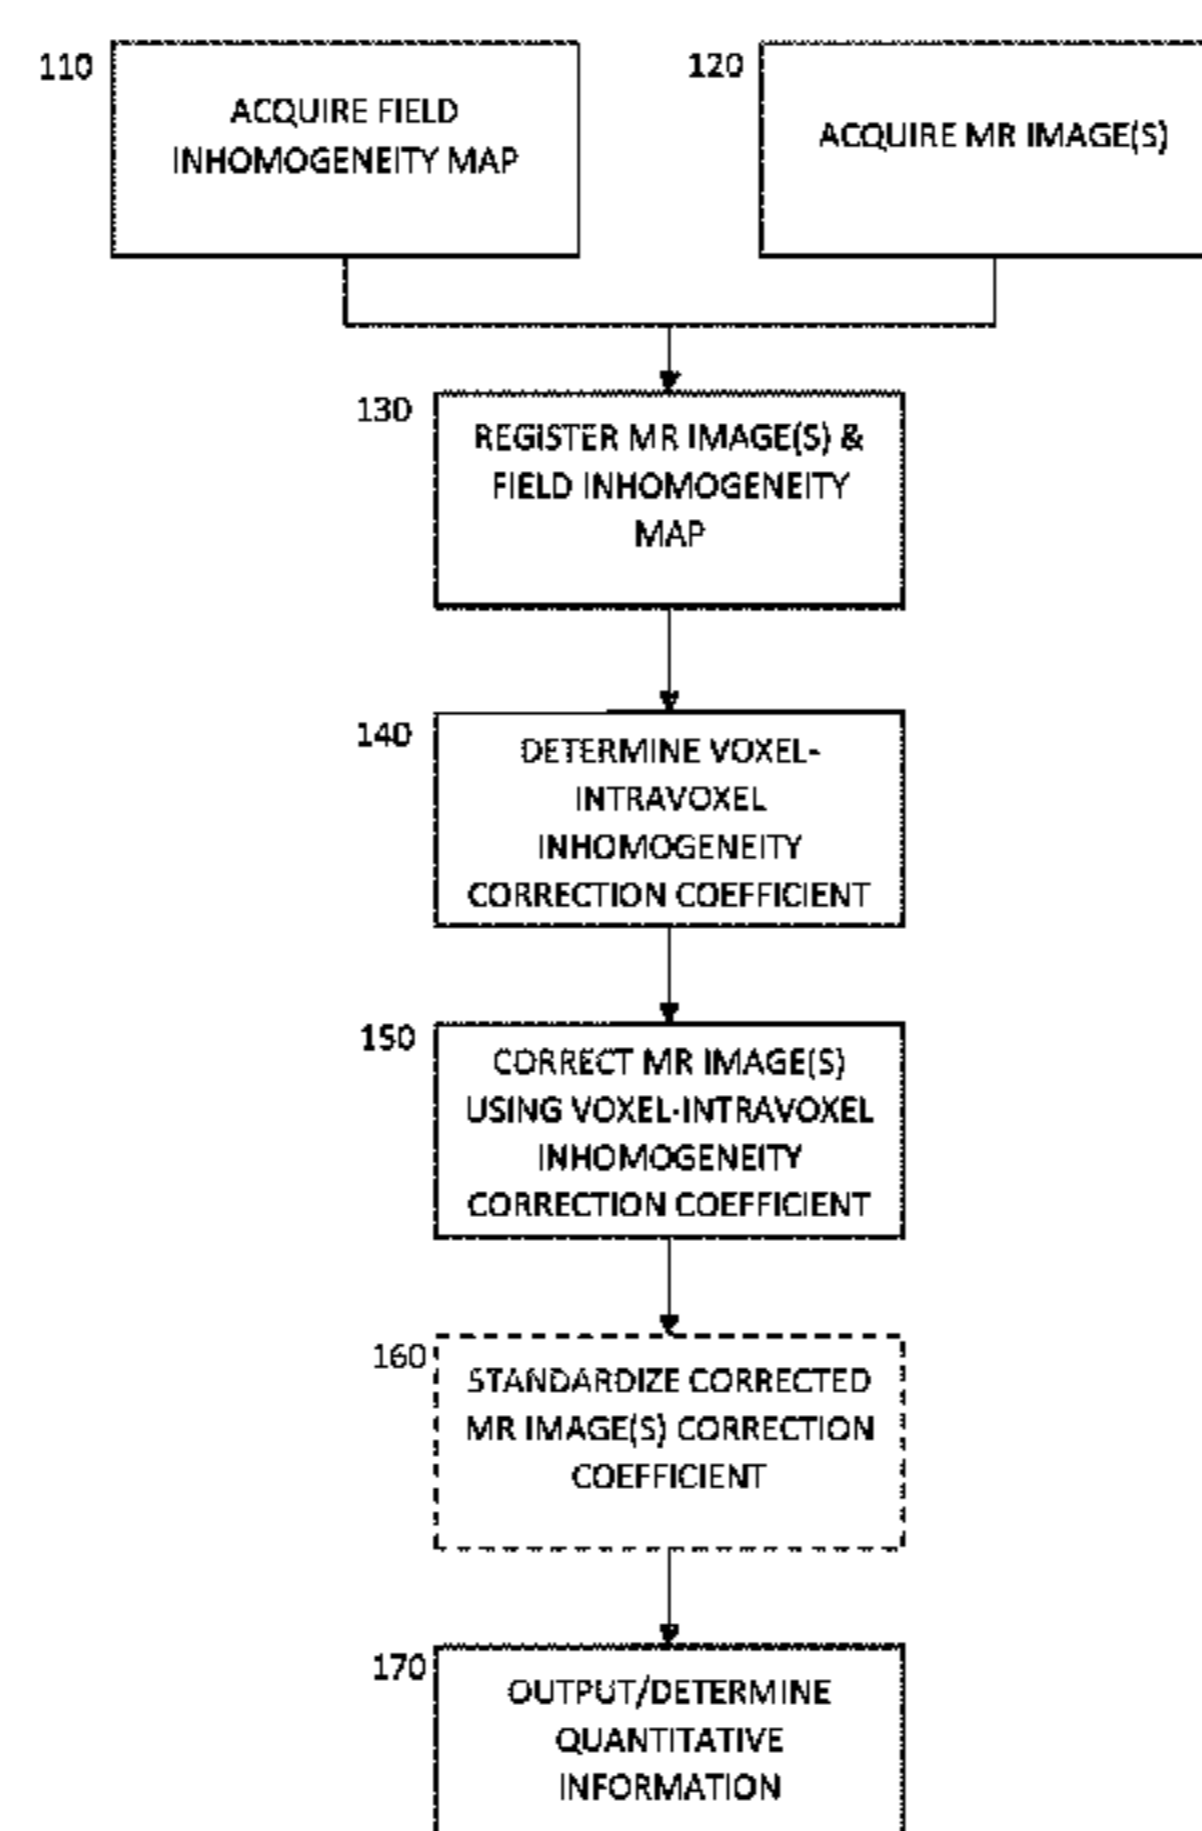 110
ACQUIRE FIELD
INHOMOGENEITY MAP
120
ACQUIRE MR IMAGE(S)
130
REGISTER MR IMAGE(S) &
FIELD INHOMOGENEITY
MAP
140
DETERMINE VOXEL-
INTRAVOXEL
INHOMOGENEITY
CORRECTION COEFFICIENT
150
CORRECT MR IMAGE(S)
USING VOXEL-INTRAVOXEL
INHOMOGENEITY
CORRECTION COEFFICIENT
160
STANDARDIZE CORRECTED
MR IMAGE(S) CORRECTION
COEFFICIENT
170
OUTPUT/DETERMINE
QUANTITATIVE
INFORMATION